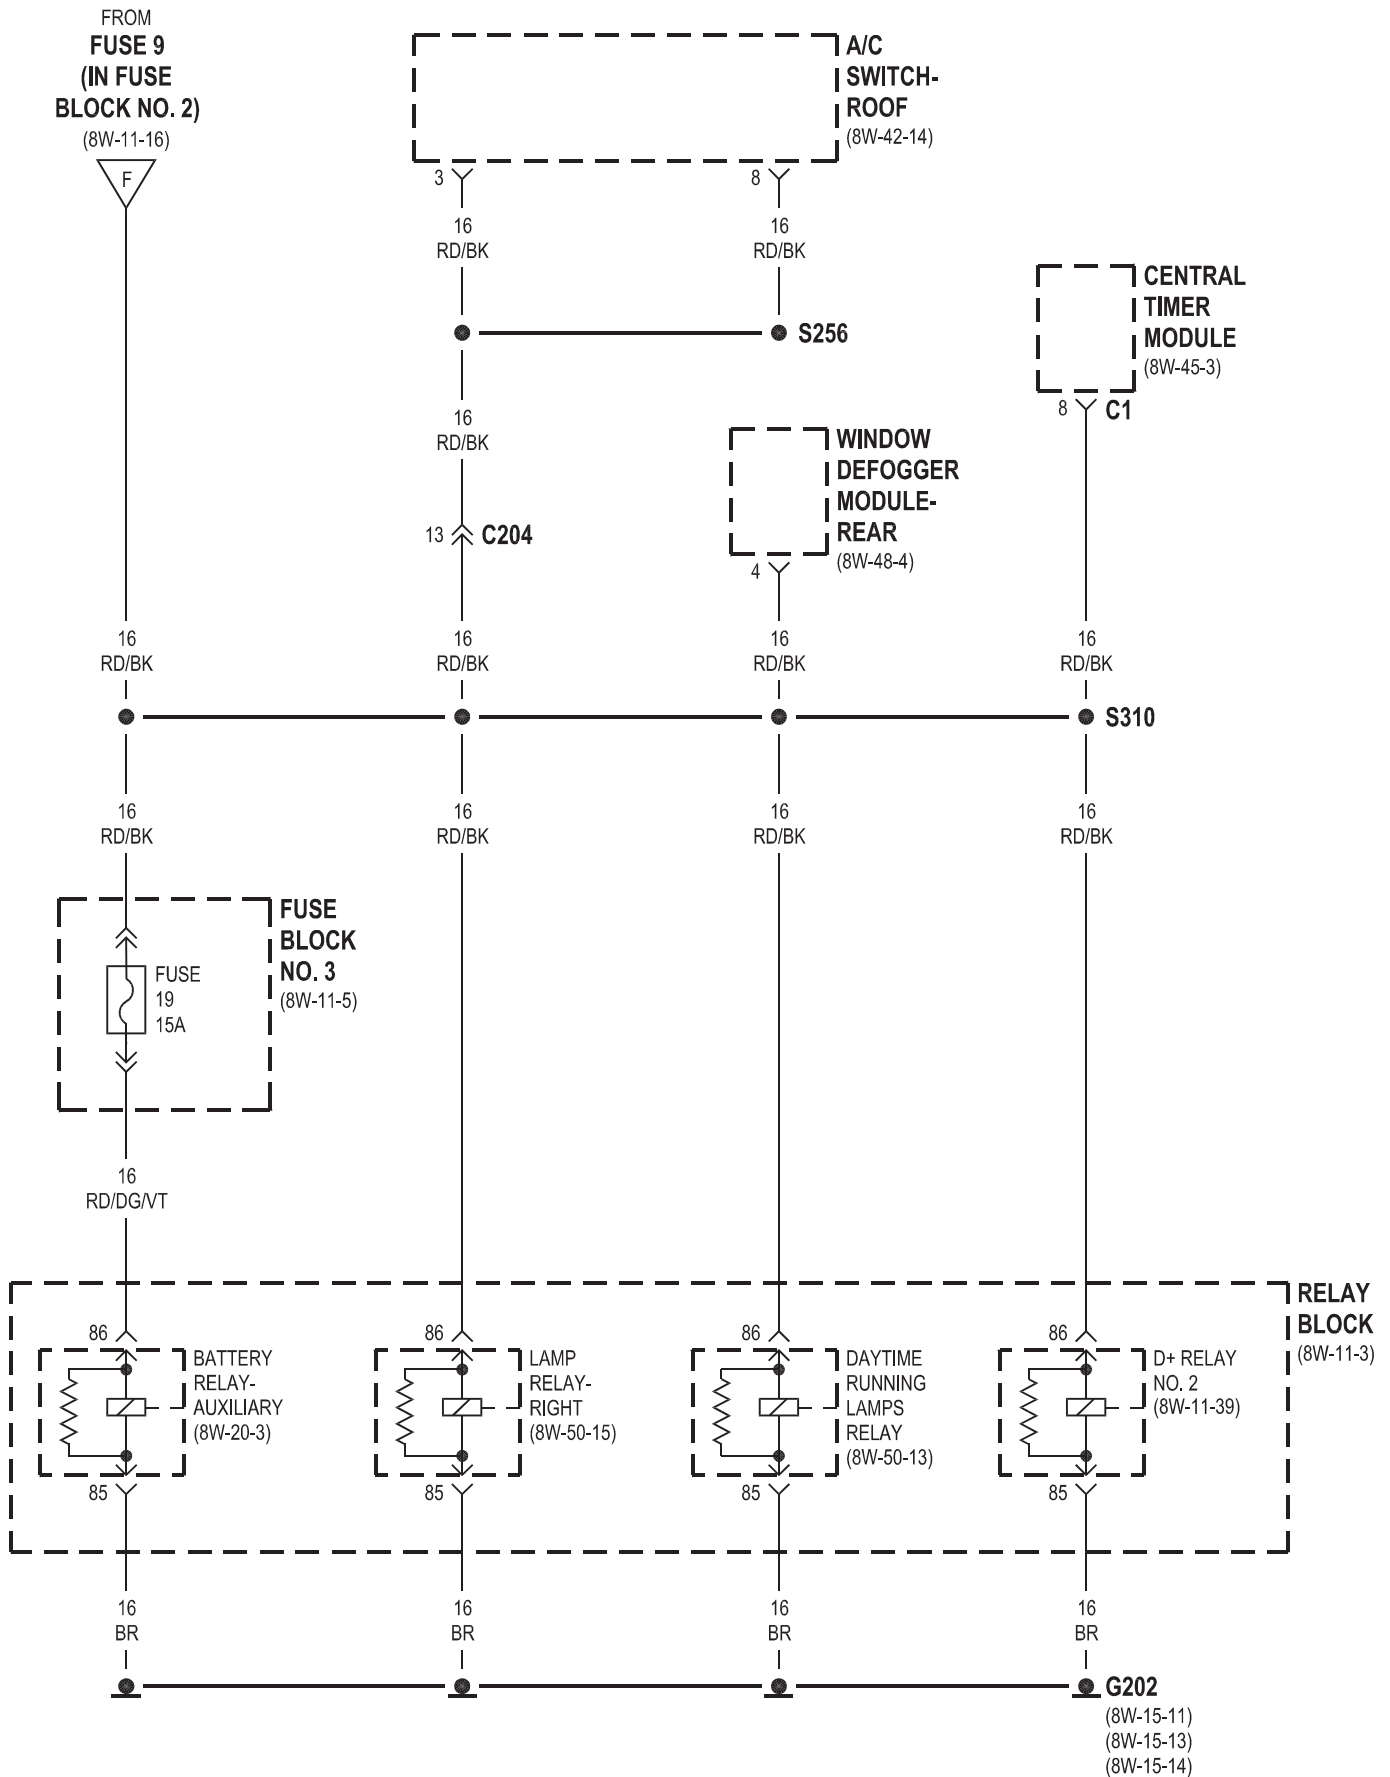 FROM
FUSE 9
(IN FUSE
BLOCK NO. 2)
(8W-11-16)
F
A/C
SWITCH-
ROOF
(8W-42-14)
3
8
16
RD/BK
16
RD/BK
S256
CENTRAL
TIMER
MODULE
(8W-45-3)
8
C1
16
RD/BK
13
C204
WINDOW
DEFOGGER
MODULE-
REAR
(8W-48-4)
4
16
RD/BK
16
RD/BK
16
RD/BK
16
RD/BK
S310
16
RD/BK
16
RD/BK
16
RD/BK
16
RD/BK
FUSE
BLOCK
NO. 3
(8W-11-5)
FUSE
19
15A
16
RD/DG/VT
RELAY
BLOCK
(8W-11-3)
86
BATTERY
RELAY-
AUXILIARY
(8W-20-3)
85
86
LAMP
RELAY-
RIGHT
(8W-50-15)
85
86
DAYTIME
RUNNING
LAMPS
RELAY
(8W-50-13)
85
86
D+ RELAY
NO. 2
(8W-11-39)
85
16
BR
16
BR
16
BR
16
BR
G202
(8W-15-11)
(8W-15-13)
(8W-15-14)